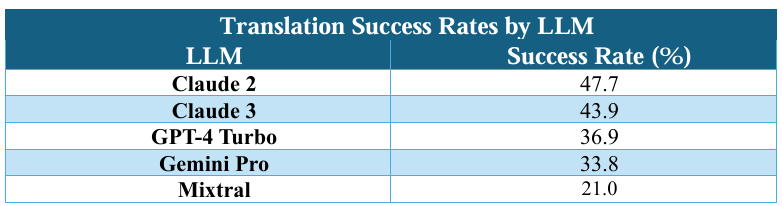 Translation Success Rates by LLM
LLM Success Rate (%)
Claude 2 47.7
Claude 3 43.9
GPT-4 Turbo 36.9
Gemini Pro 33.8
Mixtral 21.0